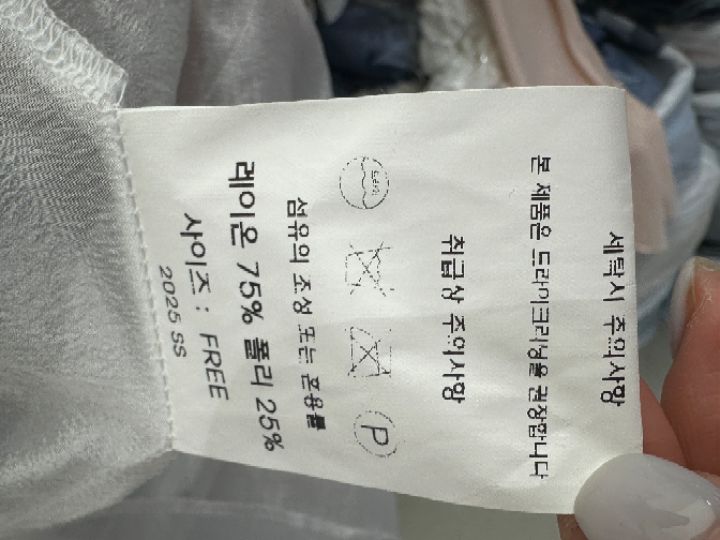 세탁시 주의사항
본 제품은 드라이크리닝을 권장합니다
취급상 주의사항
P
섬유의 조성 또는 혼용률
레이온 75% 폴리 25%
사이즈 : FREE
2025 SS